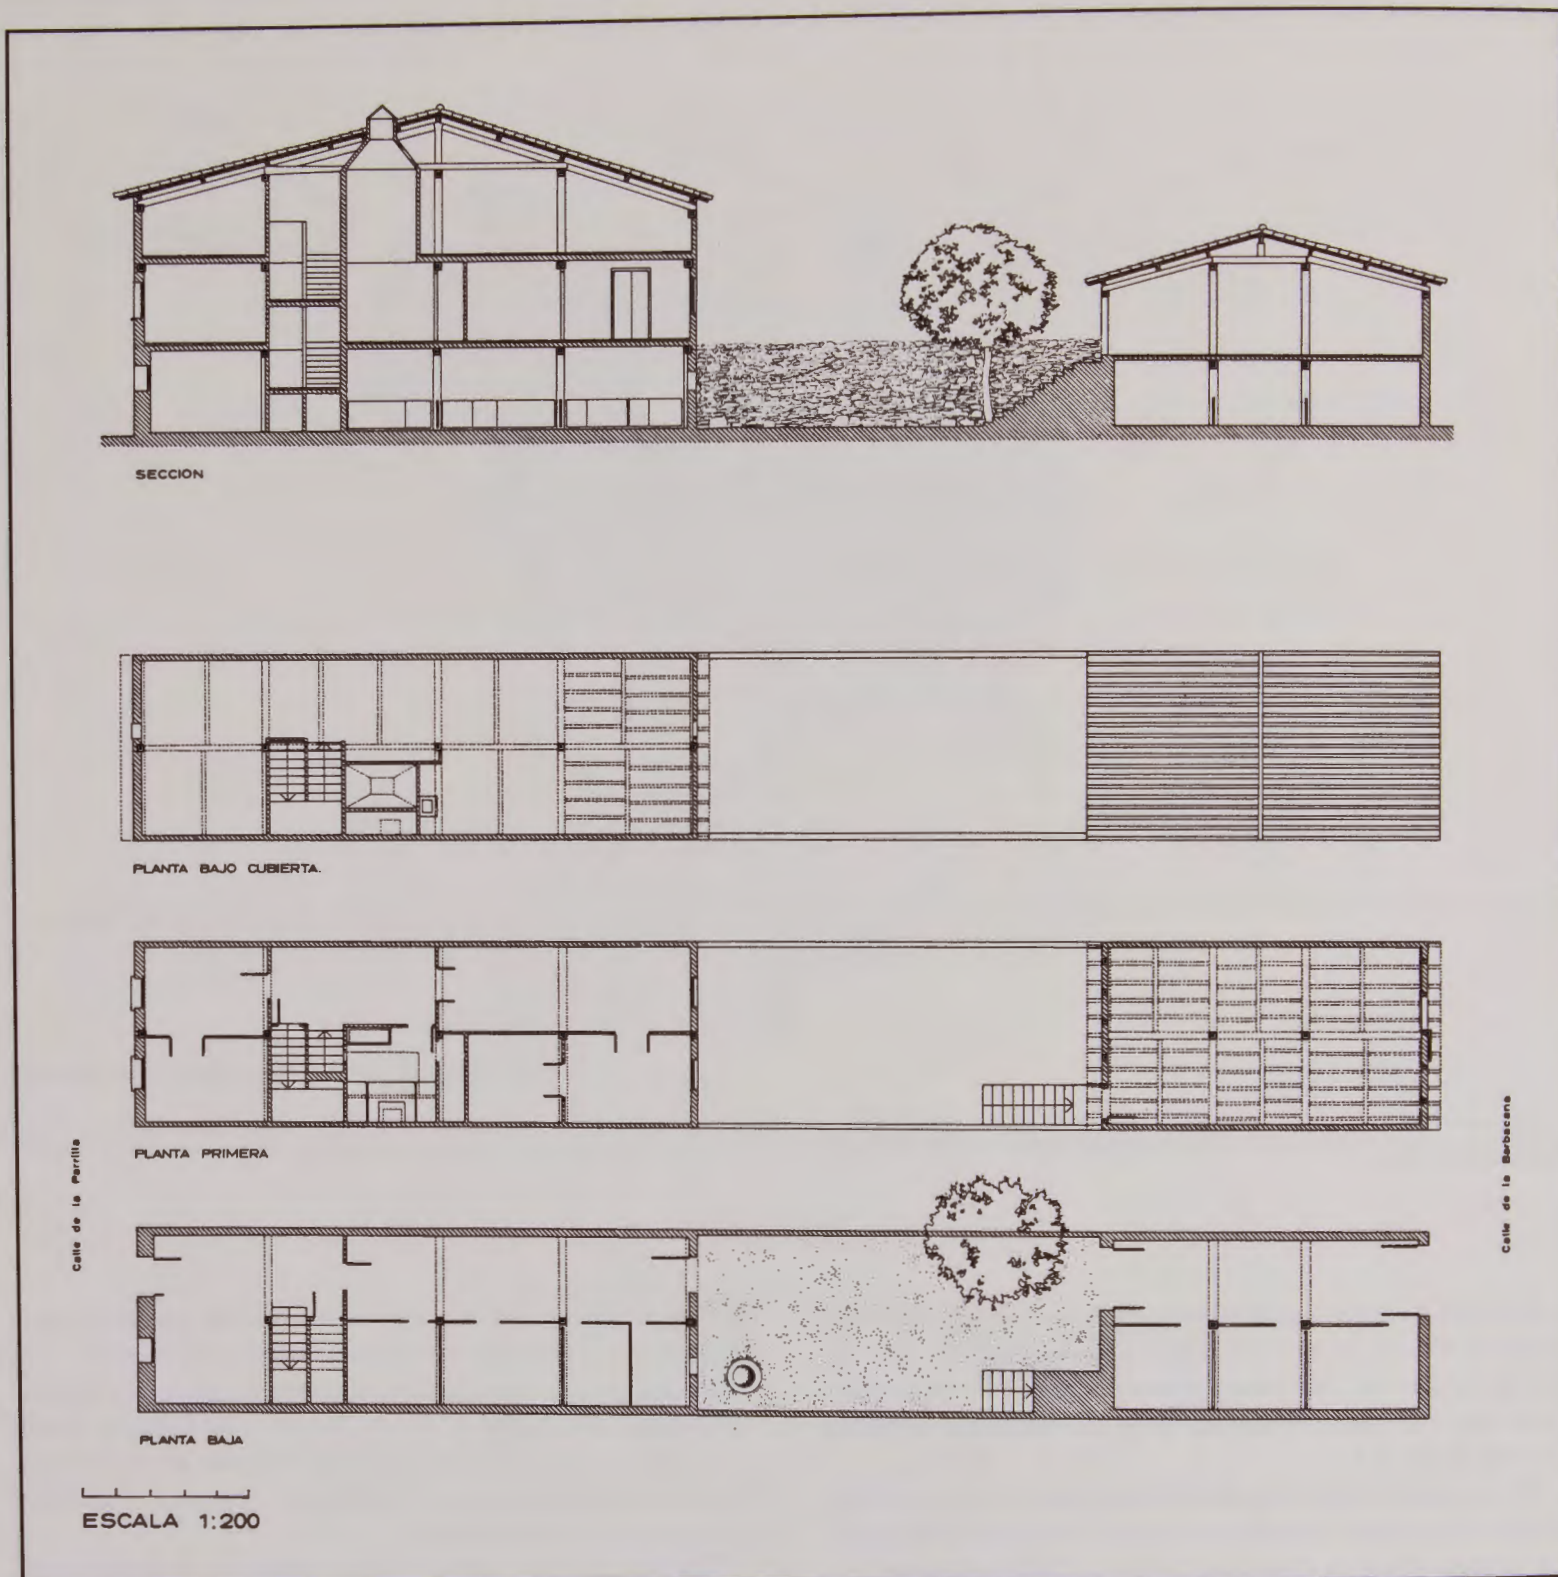 SECCION
PLANTA BAJO CUBIERTA.
PLANTA PRIMERA
Calle de la Parrilla
Calle de la Barbacana
PLANTA BAJA
ESCALA 1:200